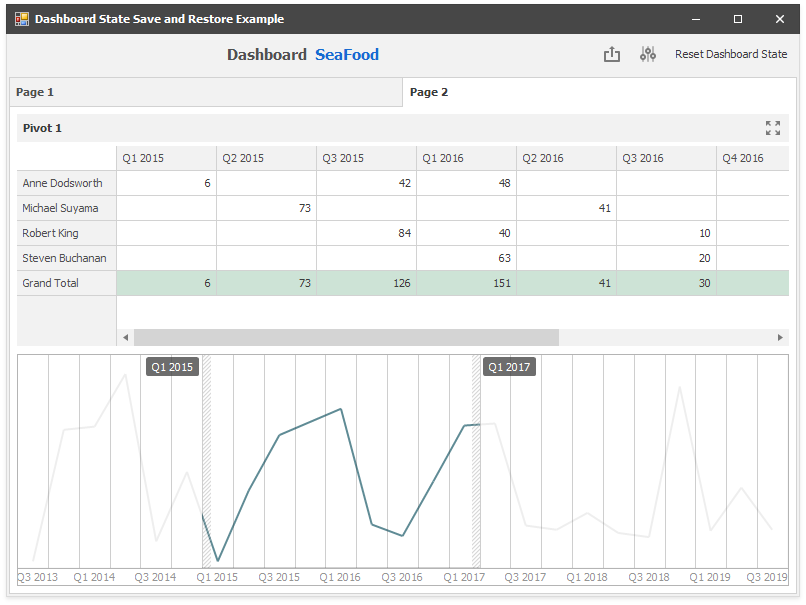 Dashboard State Save and Restore Example
Dashboard SeaFood
Reset Dashboard State
Page 1 Page 2
Pivot 1
Q1 2015 Q2 2015 Q3 2015 Q1 2016 Q2 2016 Q3 2016 Q4 2016
Anne Dodsworth 6 42 48
Michael Suyama 73 41
Robert King 84 40 10
Steven Buchanan 63 20
Grand Total 6 73 126 151 41 30
Q1 2015 Q1 2017
Q3 2013 Q1 2014 Q3 2014 Q1 2015 Q3 2015 Q1 2016 Q3 2016 Q1 2017 Q3 2017 Q1 2018 Q3 2018 Q1 2019 Q3 2019